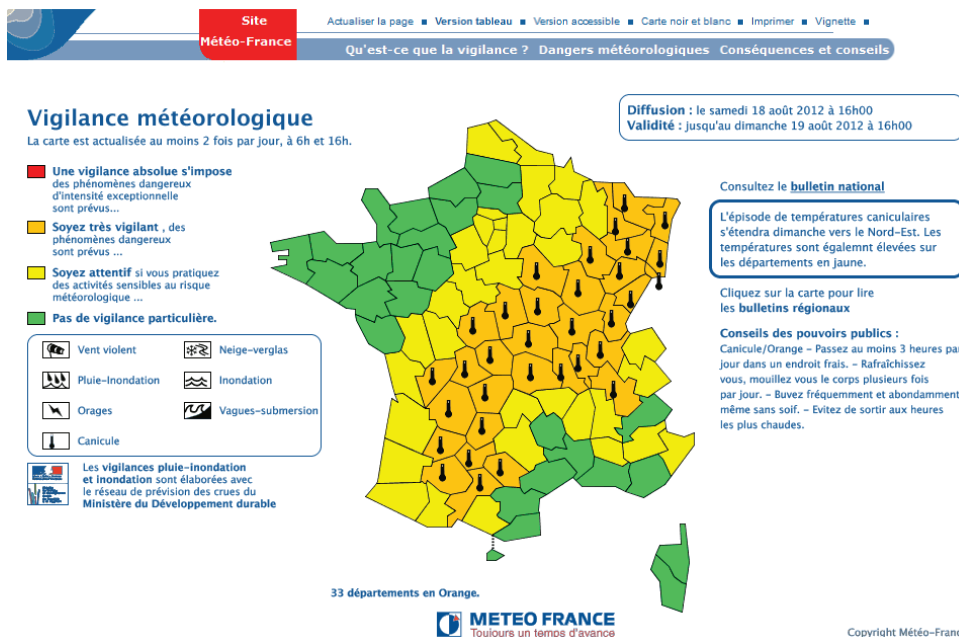 Site
Météo-France
Actualiser la page ■ Version tableau ■ Version accessible ■ Carte noir et blanc ■ Imprimer ■ Vignette ■
Qu'est-ce que la vigilance ? Dangers météorologiques Conséquences et conseils
Vigilance météorologique
La carte est actualisée au moins 2 fois par jour, à 6h et 16h.
Diffusion : le samedi 18 août 2012 à 16h00
Validité : jusqu'au dimanche 19 août 2012 à 16h00
Une vigilance absolue s'impose
des phénomènes dangereux
d'intensité exceptionnelle
sont prévus...
Soyez très vigilant , des
phénomènes dangereux
sont prévus ...
Soyez attentif si vous pratiquez
des activités sensibles au risque
météorologique ...
Pas de vigilance particulière.
Vent violent
Neige-verglas
Pluie-Inondation
Inondation
Orages
Vagues-submersion
Canicule
Les vigilances pluie-inondation
et inondation sont élaborées avec
le réseau de prévision des crues du
Ministère du Développement durable
Consultez le bulletin national
L'épisode de températures caniculaires
s'étendra dimanche vers le Nord-Est. Les
températures sont égalemnt élevées sur
les départements en jaune.
Cliquez sur la carte pour lire
les bulletins régionaux
Conseils des pouvoirs publics :
Canicule/Orange - Passez au moins 3 heures par
jour dans un endroit frais. - Rafraîchissez
vous, mouillez vous le corps plusieurs fois
par jour. - Buvez fréquemment et abondamment
même sans soif. - Evitez de sortir aux heures
les plus chaudes.
33 départements en Orange.
METEO FRANCE
Toujours un temps d'avance
Copyright Météo-Franc